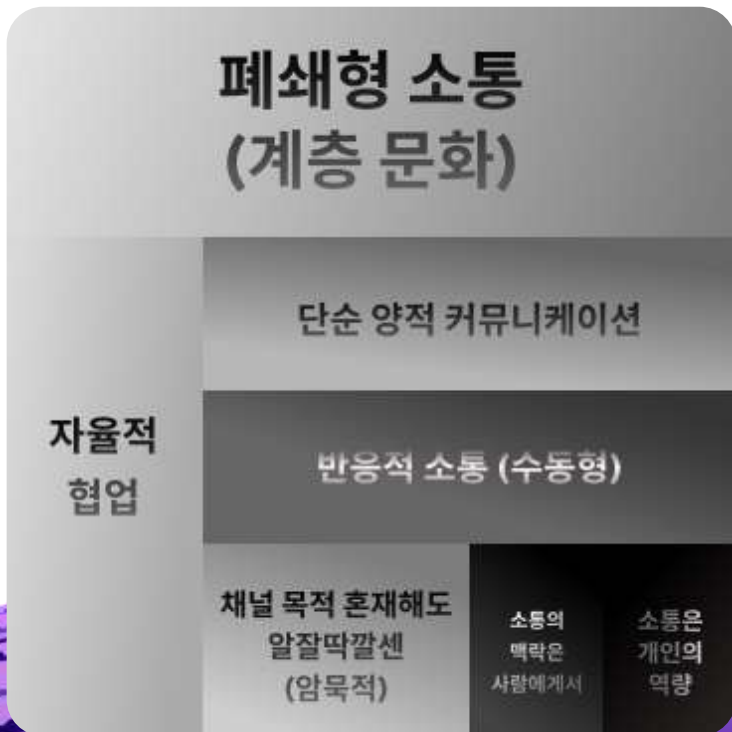 폐쇄형 소통
(계층 문화)
단순 양적 커뮤니케이션
자율적
협업
반응적 소통 (수동형)
채널 목적 혼재해도
알잘딱깔센
(암묵적)
소통의
맥락은
사람에게서
소통은
개인의
역량